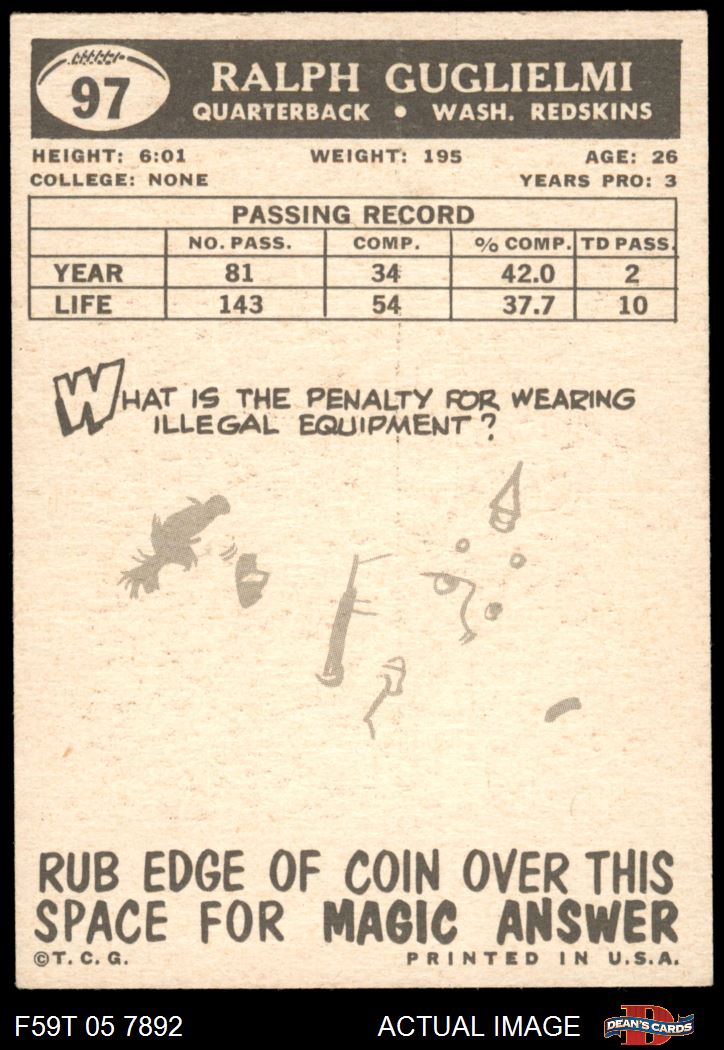 97
RALPH GUGLIELMI
QUARTERBACK • WASH. REDSKINS
HEIGHT: 6:01 WEIGHT: 195 AGE: 26
COLLEGE: NONE YEARS PRO: 3
PASSING RECORD
NO. PASS. COMP. % COMP. TD PASS.
YEAR 81 34 42.0 2
LIFE 143 54 37.7 10
WHAT IS THE PENALTY FOR WEARING
ILLEGAL EQUIPMENT?
RUB EDGE OF COIN OVER THIS
SPACE FOR MAGIC ANSWER
©T. C. G. PRINTED IN U.S.A.
F59T 05 7892 ACTUAL IMAGE D DEAN'S CARDS